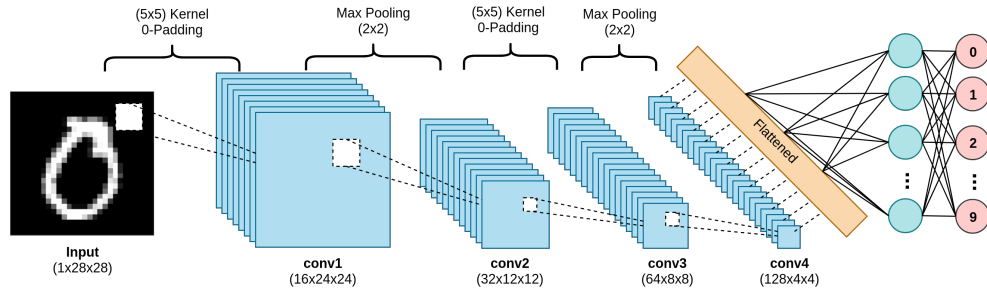 (5x5) Kernel
0-Padding
Max Pooling
(2x2)
(5x5) Kernel
0-Padding
Max Pooling
(2x2)
Flattened
0
1
2
...
...
9
Input
(1x28x28)
conv1
(16x24x24)
conv2
(32x12x12)
conv3
(64x8x8)
conv4
(128x4x4)